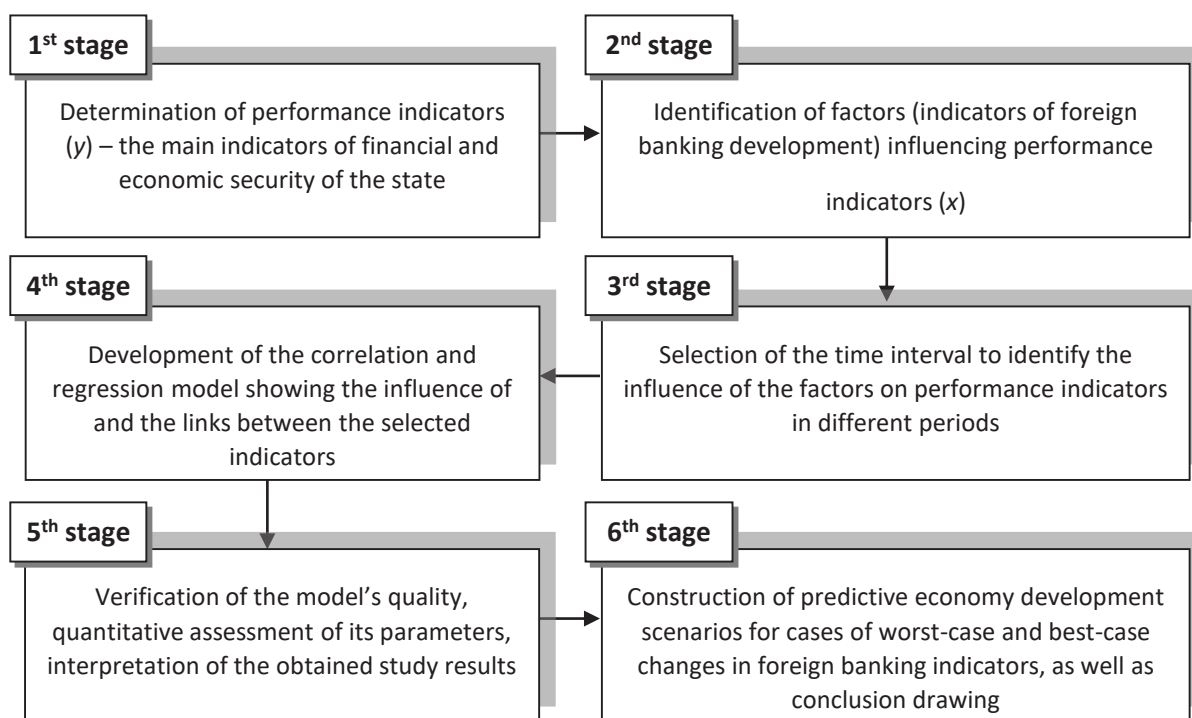 1st stage
Determination of performance indicators
(y) – the main indicators of financial and
economic security of the state
2nd stage
Identification of factors (indicators of foreign
banking development) influencing performance
indicators (x)
3rd stage
Selection of the time interval to identify the
influence of the factors on performance indicators
in different periods
4th stage
Development of the correlation and
regression model showing the influence of
and the links between the selected
indicators
5th stage
Verification of the model’s quality,
quantitative assessment of its parameters,
interpretation of the obtained study results
6th stage
Construction of predictive economy development
scenarios for cases of worst-case and best-case
changes in foreign banking indicators, as well as
conclusion drawing